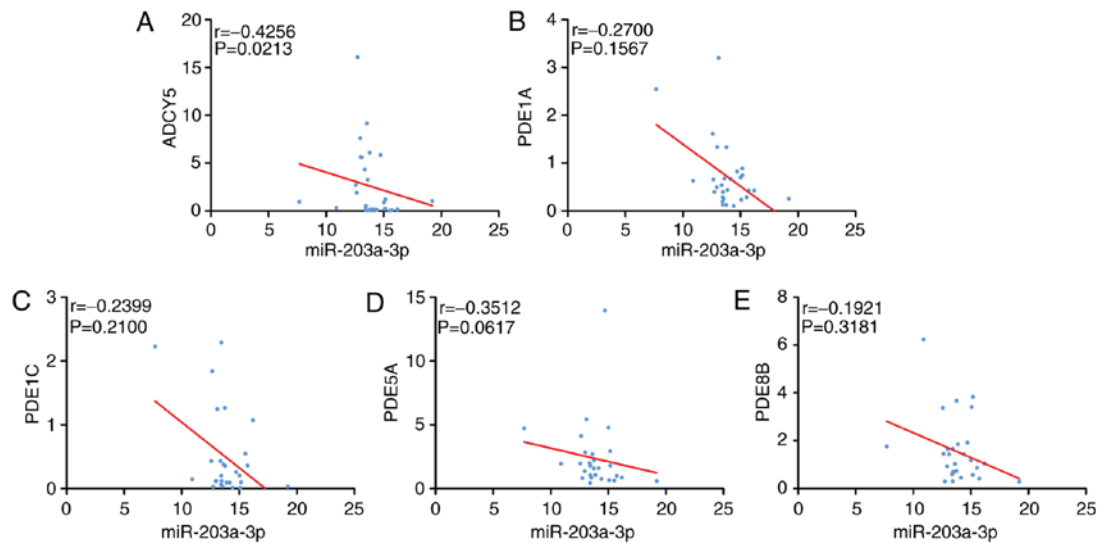 A
r=−0.4256
P=0.0213
20
15
10
5
0
ADCY5
0 5 10 15 20 25
miR-203a-3p
B
r=−0.2700
P=0.1567
4
3
2
1
0
PDE1A
0 5 10 15 20 25
miR-203a-3p
C
r=−0.2399
P=0.2100
3
2
1
0
PDE1C
0 5 10 15 20 25
miR-203a-3p
D
r=−0.3512
P=0.0617
15
10
5
0
PDE5A
0 5 10 15 20 25
miR-203a-3p
E
r=−0.1921
P=0.3181
8
6
4
2
0
PDE8B
0 5 10 15 20 25
miR-203a-3p